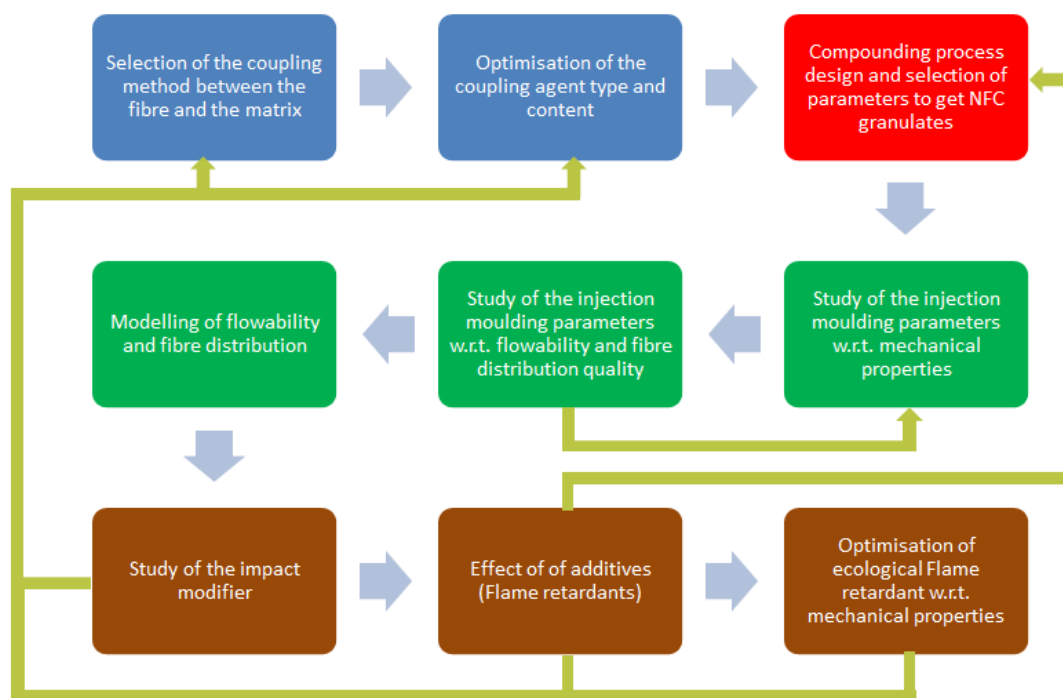 Selection of the coupling
method between the
fibre and the matrix
Optimisation of the
coupling agent type and
content
Compounding process
design and selection of
parameters to get NFC
granulates
Modelling of flowability
and fibre distribution
Study of the injection
moulding parameters
w.r.t. flowability and fibre
distribution quality
Study of the injection
moulding parameters
w.r.t. mechanical
properties
Study of the impact
modifier
Effect of of additives
(Flame retardants)
Optimisation of
ecological Flame
retardant w.r.t.
mechanical properties